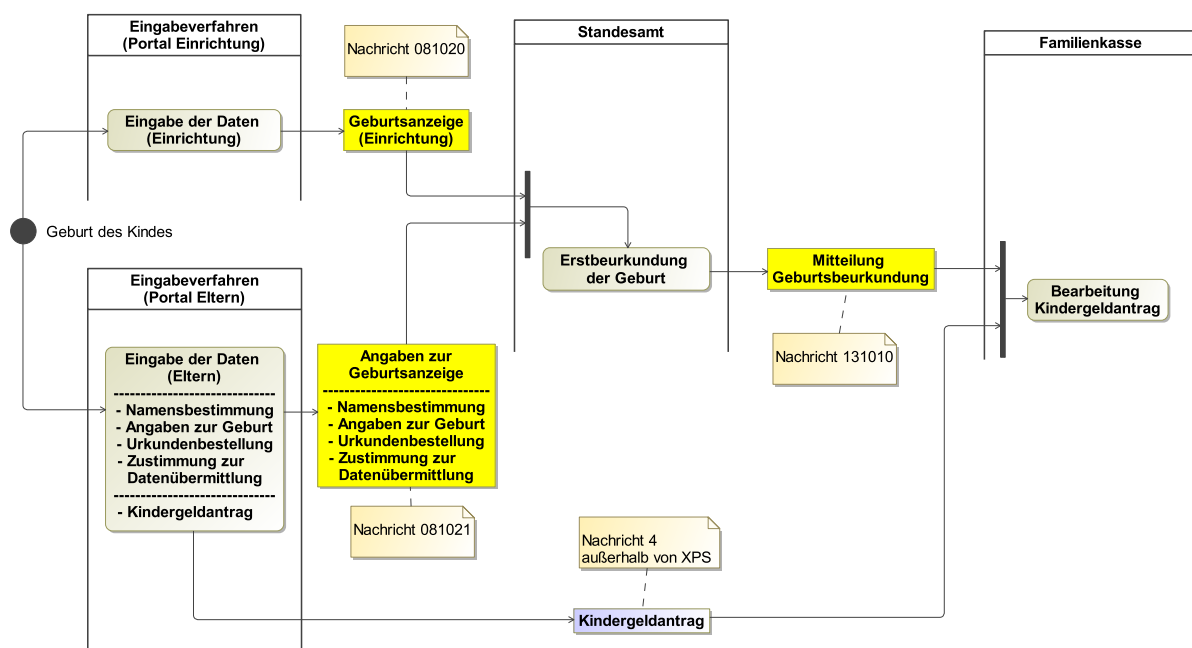 Eingabeverfahren
(Portal Einrichtung)
Nachricht 081020
Standesamt
Familienkasse
Eingabe der Daten
(Einrichtung)
Geburtsanzeige
(Einrichtung)
Geburt des Kindes
Eingabeverfahren
(Portal Eltern)
Erstbeurkundung
der Geburt
Mitteilung
Geburtsbeurkundung
Bearbeitung
Kindergeldantrag
Nachricht 131010
Eingabe der Daten
(Eltern)
- Namensbestimmung
- Angaben zur Geburt
- Urkundenbestellung
- Zustimmung zur
Datenübermittlung
- Kindergeldantrag
Angaben zur
Geburtsanzeige
- Namensbestimmung
- Angaben zur Geburt
- Urkundenbestellung
- Zustimmung zur
Datenübermittlung
Nachricht 081021
Nachricht 4
außerhalb von XPS
Kindergeldantrag